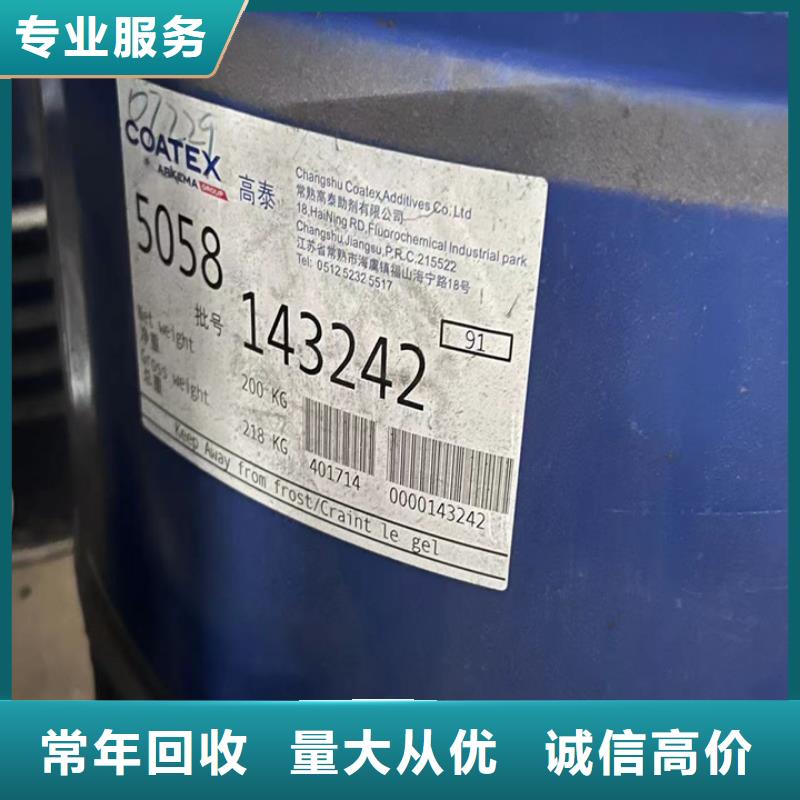 专业服务
07229
COATEX
ARKEMA GROUP
高泰
Changshu Coatex Additives Co. Ltd
常熟高泰助剂有限公司
18,HaiNing RD,Fluorochemical Industrial park
Changshu,Jiangsu,P.R.C.215522
江苏省常熟市海虞镇福山海宁路18号
Tel: 0512 5232 5517
5058
批号 143242
91
Net weight
净重
200 KG
Gross weight
总重
218 KG
401714
0000143242
Keep Away from frost/Craint le gel
常年回收 量大从优 诚信高价